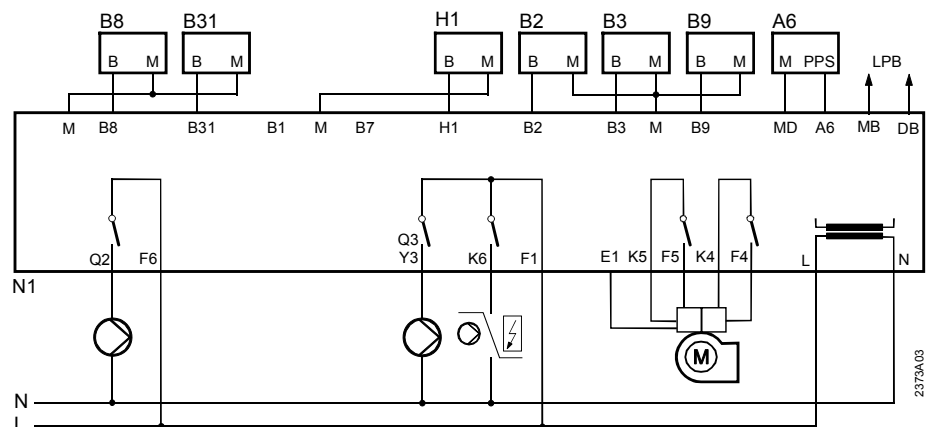 B8 B31 H1 B2 B3 B9 A6
B M B M B M B M B M B M M PPS LPB
M B8 B31 B1 M B7 H1 B2 B3 M B9 MD A6 MB DB
Q3
Q2 F6 Y3 K6 F1 E1 K5 F5 K4 F4 L N
N1
M
2373A03
N
L